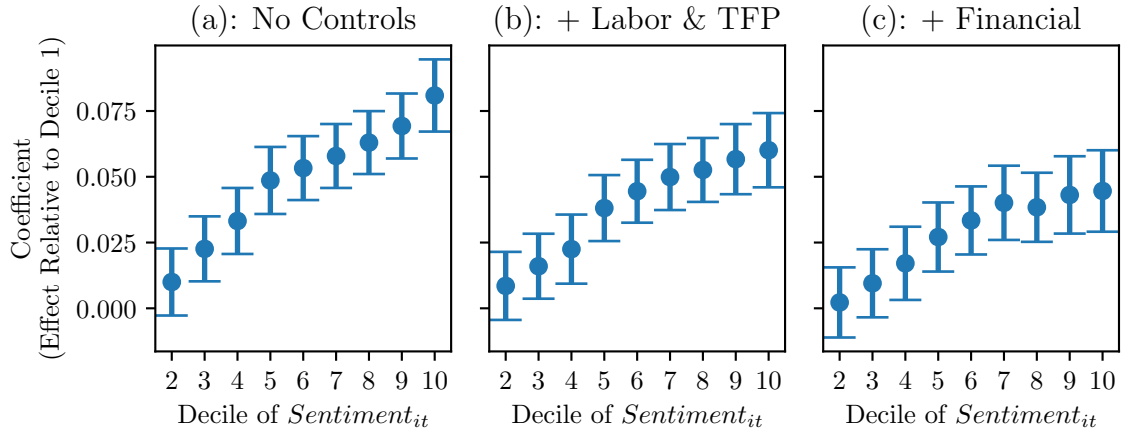 (a): No Controls
(b): + Labor & TFP
(c): + Financial
Coefficient
(Effect Relative to Decile 1)
0.075
0.050
0.025
0.000
2 3 4 5 6 7 8 9 10
2 3 4 5 6 7 8 9 10
2 3 4 5 6 7 8 9 10
Decile of Sentiment_it
Decile of Sentiment_it
Decile of Sentiment_it